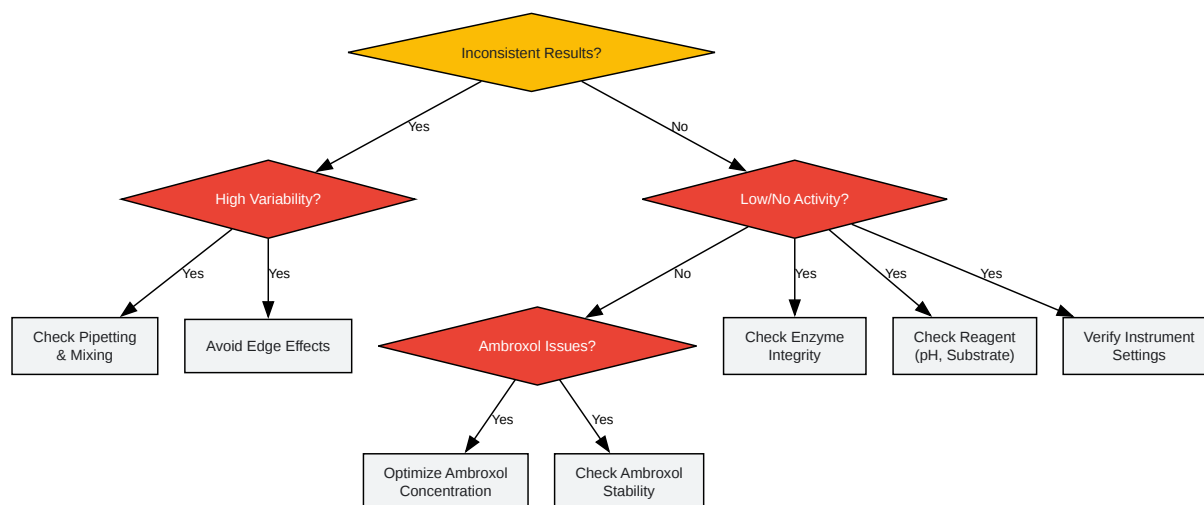 Inconsistent Results?
Yes
No
High Variability?
Low/No Activity?
Yes
Yes
No
Yes
Yes
Yes
Check Pipetting
& Mixing
Avoid Edge Effects
Ambroxol Issues?
Check Enzyme
Integrity
Check Reagent
(pH, Substrate)
Verify Instrument
Settings
Yes
Yes
Optimize Ambroxol
Concentration
Check Ambroxol
Stability